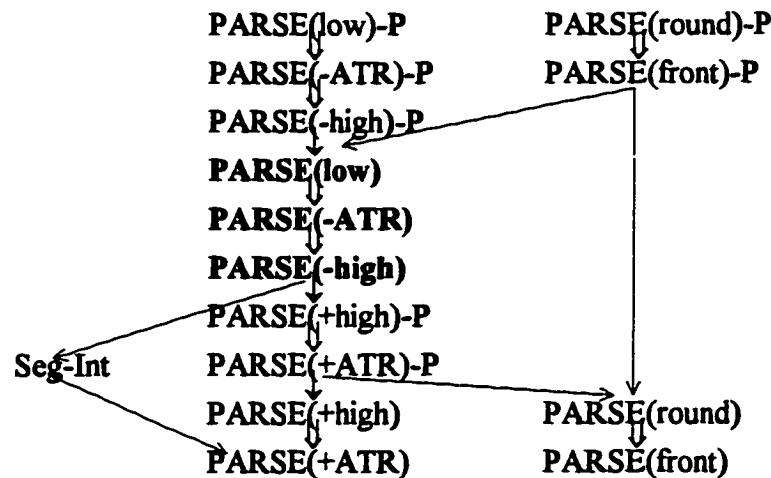 PARSE(low)-P PARSE(round)-P
PARSE(-ATR)-P PARSE(front)-P
PARSE(-high)-P
PARSE(low)
PARSE(-ATR)
PARSE(-high)
PARSE(+high)-P
Seg-Int PARSE(+ATR)-P
PARSE(+high) PARSE(round)
PARSE(+ATR) PARSE(front)